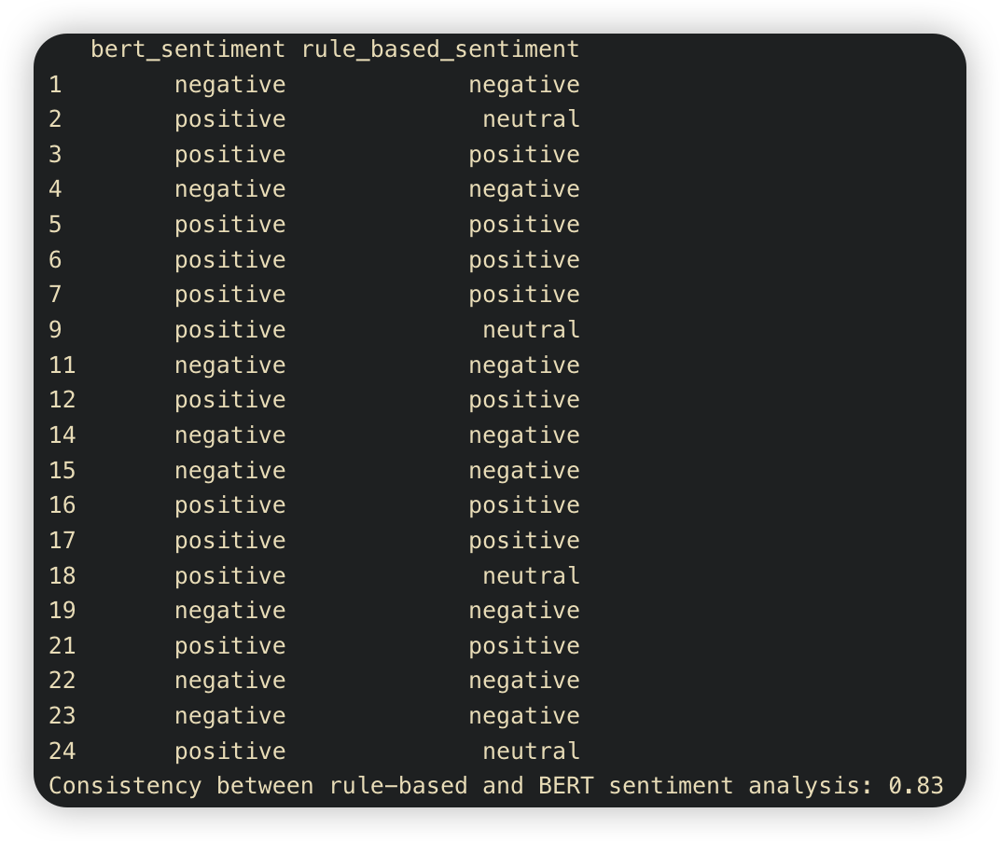 bert_sentiment rule_based_sentiment
1 negative negative
2 positive neutral
3 positive positive
4 negative negative
5 positive positive
6 positive positive
7 positive positive
9 positive neutral
11 negative negative
12 positive positive
14 negative negative
15 negative negative
16 positive positive
17 positive positive
18 positive neutral
19 negative negative
21 positive positive
22 negative negative
23 negative negative
24 positive neutral
Consistency between rule-based and BERT sentiment analysis: 0.83